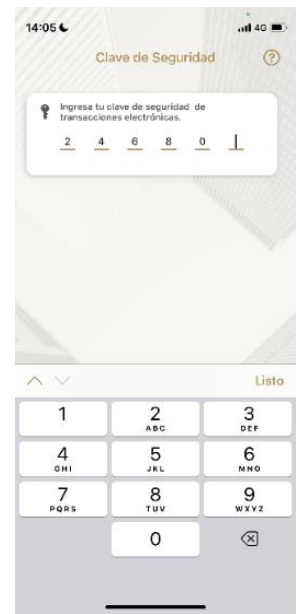 14:05
4G
Clave de Seguridad
?
Ingresa tu clave de seguridad de
transacciones electrónicas.
2 4 6 8 0
Listo
1 2 3
ABC DEF
4 5 6
GHI JKL MNO
7 8 9
PQRS TUV WXYZ
0